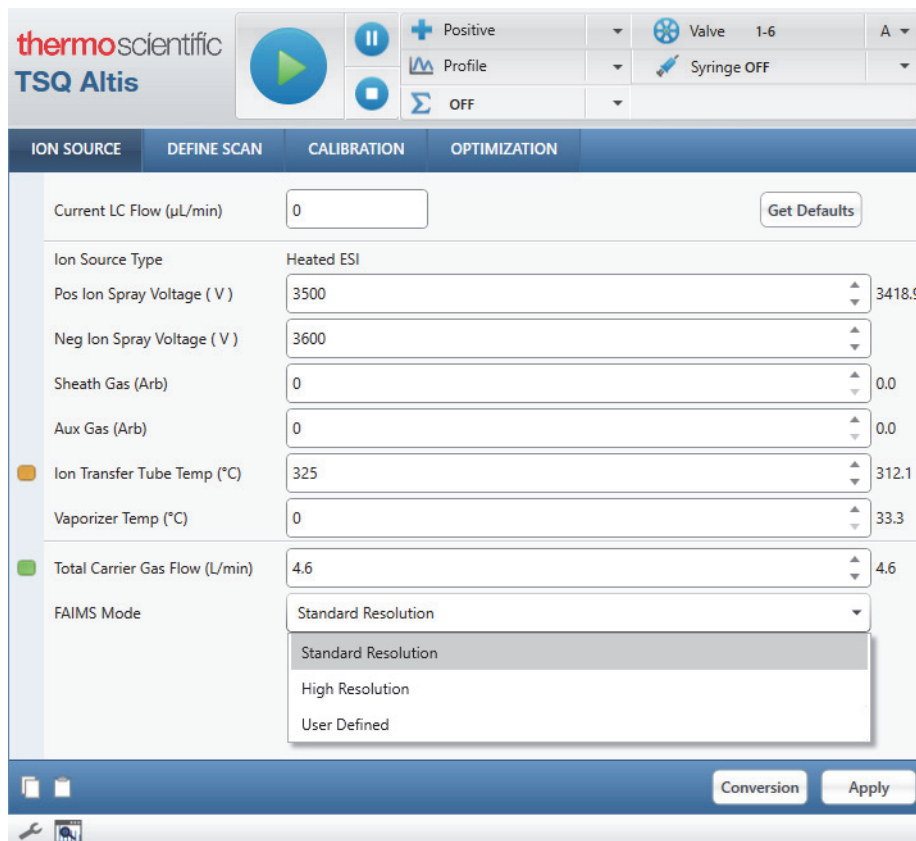 thermo scientific
TSQ Altis
Positive
Valve 1-6 A
Profile
Syringe OFF
OFF
ION SOURCE DEFINE SCAN CALIBRATION OPTIMIZATION
Current LC Flow (µL/min) 0 Get Defaults
Ion Source Type Heated ESI
Pos Ion Spray Voltage ( V ) 3500 3418.9
Neg Ion Spray Voltage ( V ) 3600
Sheath Gas (Arb) 0 0.0
Aux Gas (Arb) 0 0.0
Ion Transfer Tube Temp (°C) 325 312.1
Vaporizer Temp (°C) 0 33.3
Total Carrier Gas Flow (L/min) 4.6 4.6
FAIMS Mode Standard Resolution
Standard Resolution
High Resolution
User Defined
Conversion Apply